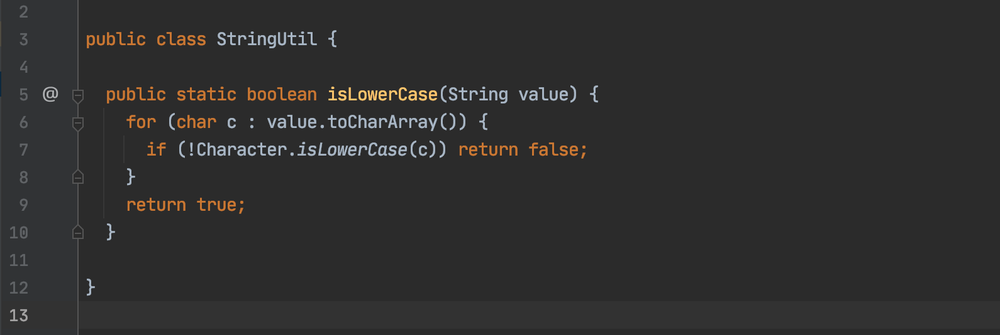 2
3 public class StringUtil {
4
5 @ public static boolean isLowerCase(String value) {
6 for (char c : value.toCharArray()) {
7 if (!Character.isLowerCase(c)) return false;
8 }
9 return true;
10 }
11
12 }
13